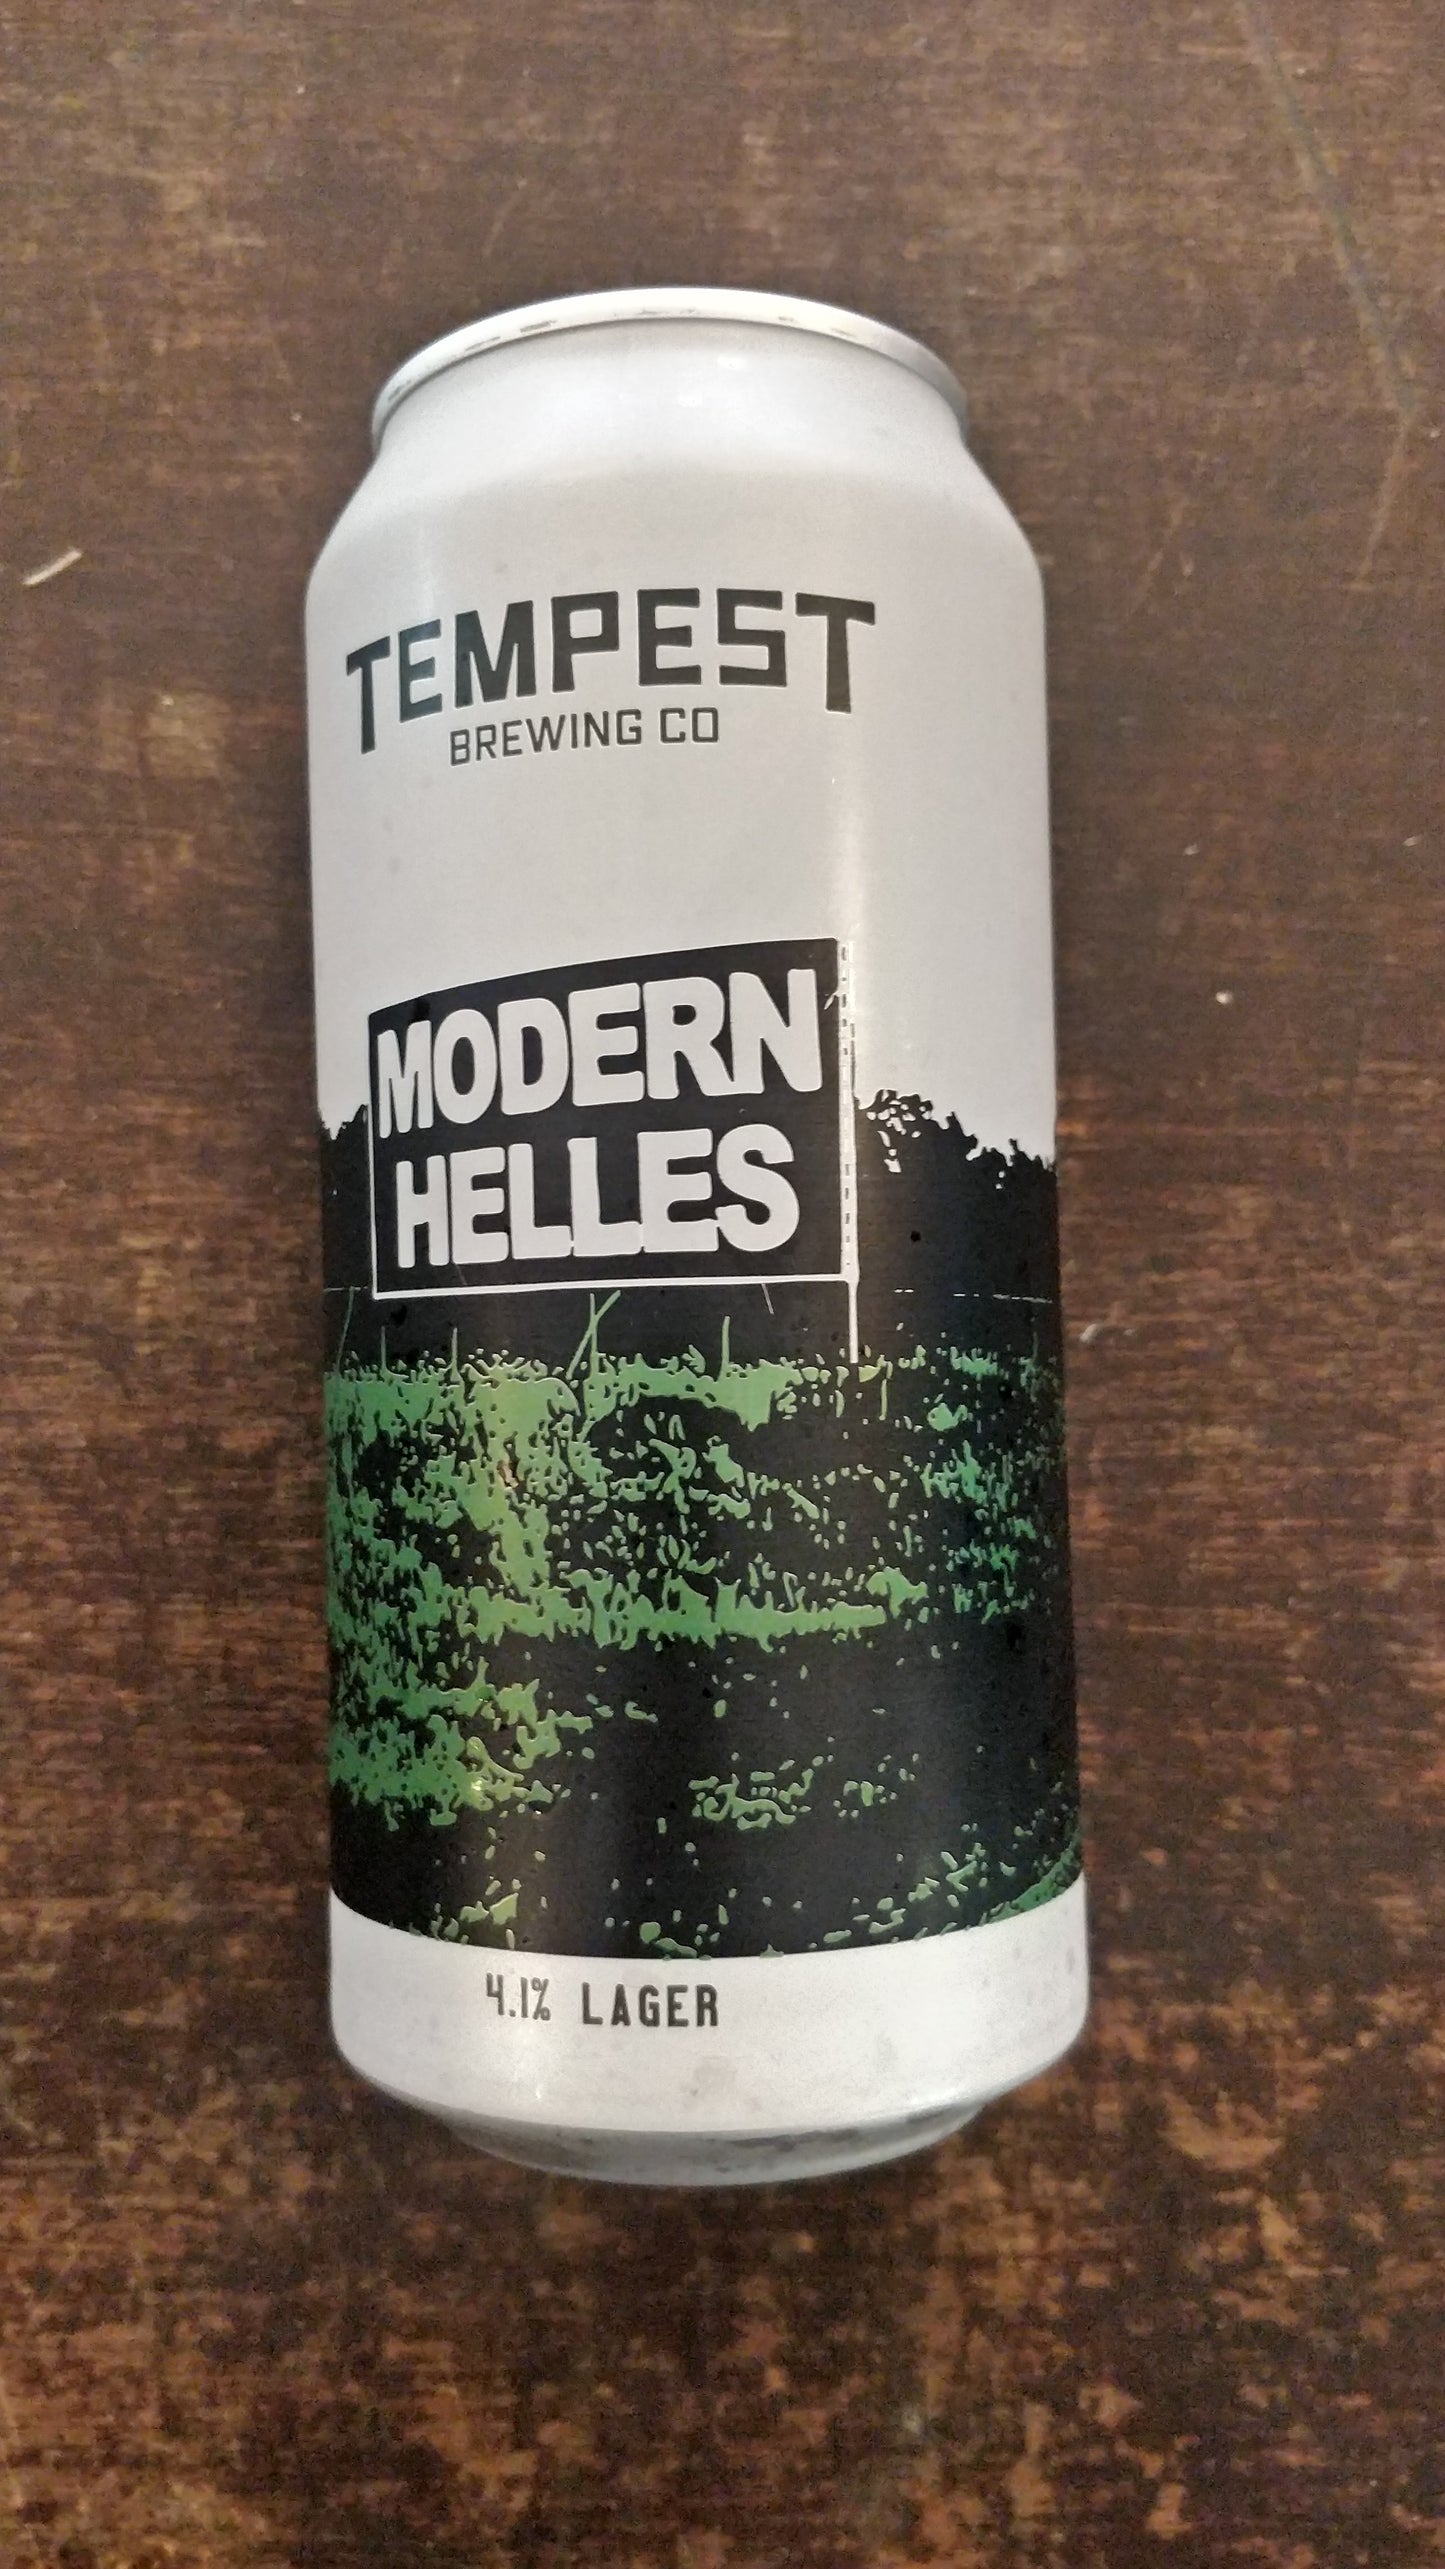 TEMPEST
BREWING CO
MODERN
HELLES
4.1% LAGER